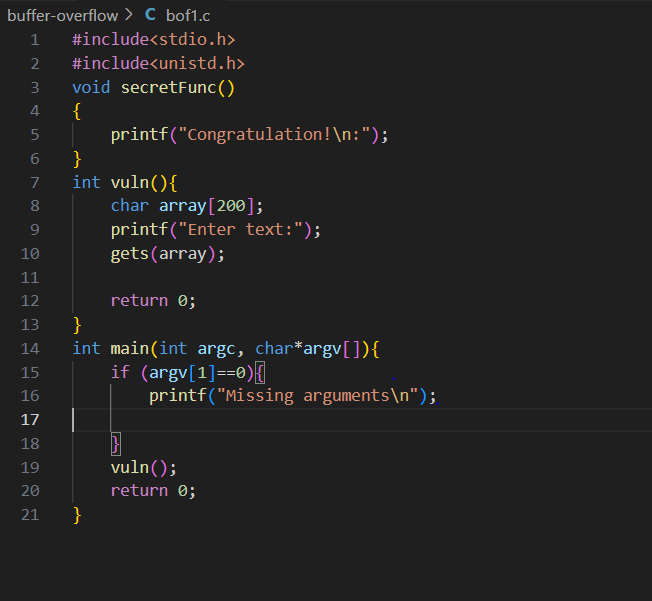 buffer-overflow > C bof1.c
1 #include<stdio.h>
2 #include<unistd.h>
3 void secretFunc()
4 {
5     printf("Congratulation!\n:");
6 }
7 int vuln(){
8     char array[200];
9     printf("Enter text:");
10     gets(array);
11
12     return 0;
13 }
14 int main(int argc, char*argv[]){
15     if (argv[1]==0){
16         printf("Missing arguments\n");
17
18     }
19     vuln();
20     return 0;
21 }